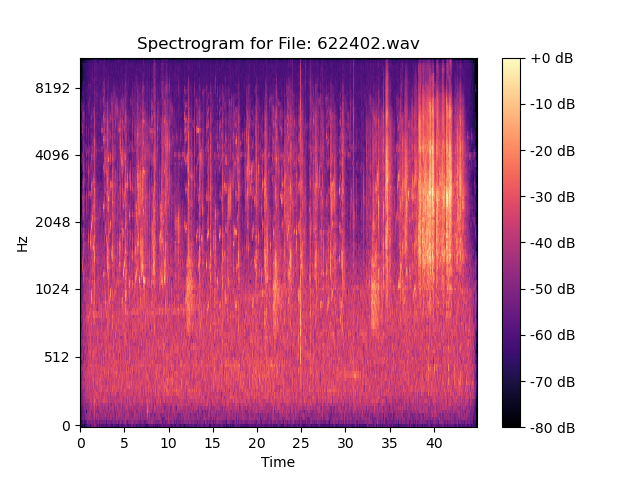 Spectrogram for File: 622402.wav
Hz
8192
4096
2048
1024
512
0
0 5 10 15 20 25 30 35 40
Time
+0 dB
-10 dB
-20 dB
-30 dB
-40 dB
-50 dB
-60 dB
-70 dB
-80 dB